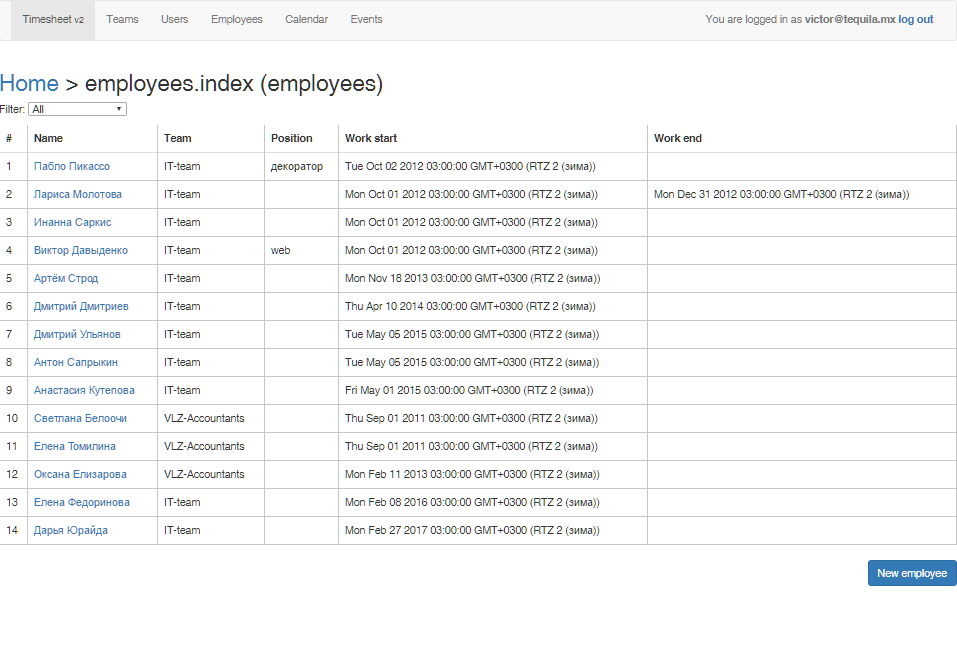 Timesheet v2 Teams Users Employees Calendar Events You are logged in as victor@tequila.mx log out
Home > employees.index (employees)
Filter: All
# Name Team Position Work start Work end
1 Пабло Пикассо IT-team декоратор Tue Oct 02 2012 03:00:00 GMT+0300 (RTZ 2 (зима))
2 Лариса Молотова IT-team Mon Oct 01 2012 03:00:00 GMT+0300 (RTZ 2 (зима)) Mon Dec 31 2012 03:00:00 GMT+0300 (RTZ 2 (зима))
3 Инанна Саркис IT-team Mon Oct 01 2012 03:00:00 GMT+0300 (RTZ 2 (зима))
4 Виктор Давыденко IT-team web Mon Oct 01 2012 03:00:00 GMT+0300 (RTZ 2 (зима))
5 Артём Строд IT-team Mon Nov 18 2013 03:00:00 GMT+0300 (RTZ 2 (зима))
6 Дмитрий Дмитриев IT-team Thu Apr 10 2014 03:00:00 GMT+0300 (RTZ 2 (зима))
7 Дмитрий Ульянов IT-team Tue May 05 2015 03:00:00 GMT+0300 (RTZ 2 (зима))
8 Антон Сапрыкин IT-team Tue May 05 2015 03:00:00 GMT+0300 (RTZ 2 (зима))
9 Анастасия Кутепова IT-team Fri May 01 2015 03:00:00 GMT+0300 (RTZ 2 (зима))
10 Светлана Белоочи VLZ-Accountants Thu Sep 01 2011 03:00:00 GMT+0300 (RTZ 2 (зима))
11 Елена Томилина VLZ-Accountants Thu Sep 01 2011 03:00:00 GMT+0300 (RTZ 2 (зима))
12 Оксана Елизарова VLZ-Accountants Mon Feb 11 2013 03:00:00 GMT+0300 (RTZ 2 (зима))
13 Елена Федоринова IT-team Mon Feb 08 2016 03:00:00 GMT+0300 (RTZ 2 (зима))
14 Дарья Юрайда IT-team Mon Feb 27 2017 03:00:00 GMT+0300 (RTZ 2 (зима))
New employee